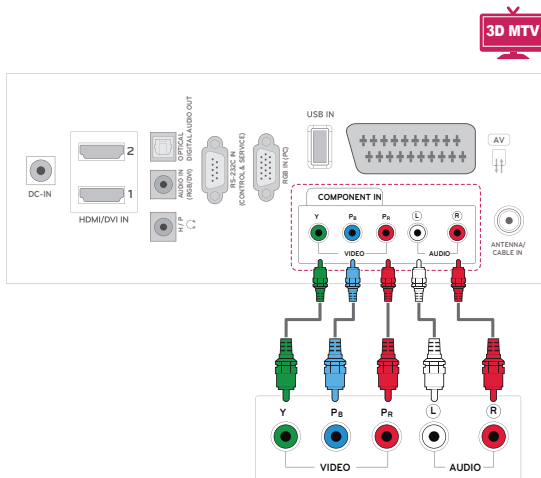 3D MTV
USB IN
AV
OPTICAL
DIGITAL AUDIO OUT
RS-232C IN
(CONTROL & SERVICE)
RGB IN (PC)
2
AUDIO IN
(RGB/DVI)
1
DC-IN
HDMI/DVI IN
H / P
COMPONENT IN
Y PB PR L R
VIDEO AUDIO
ANTENNA/
CABLE IN
Y PB PR L R
VIDEO AUDIO